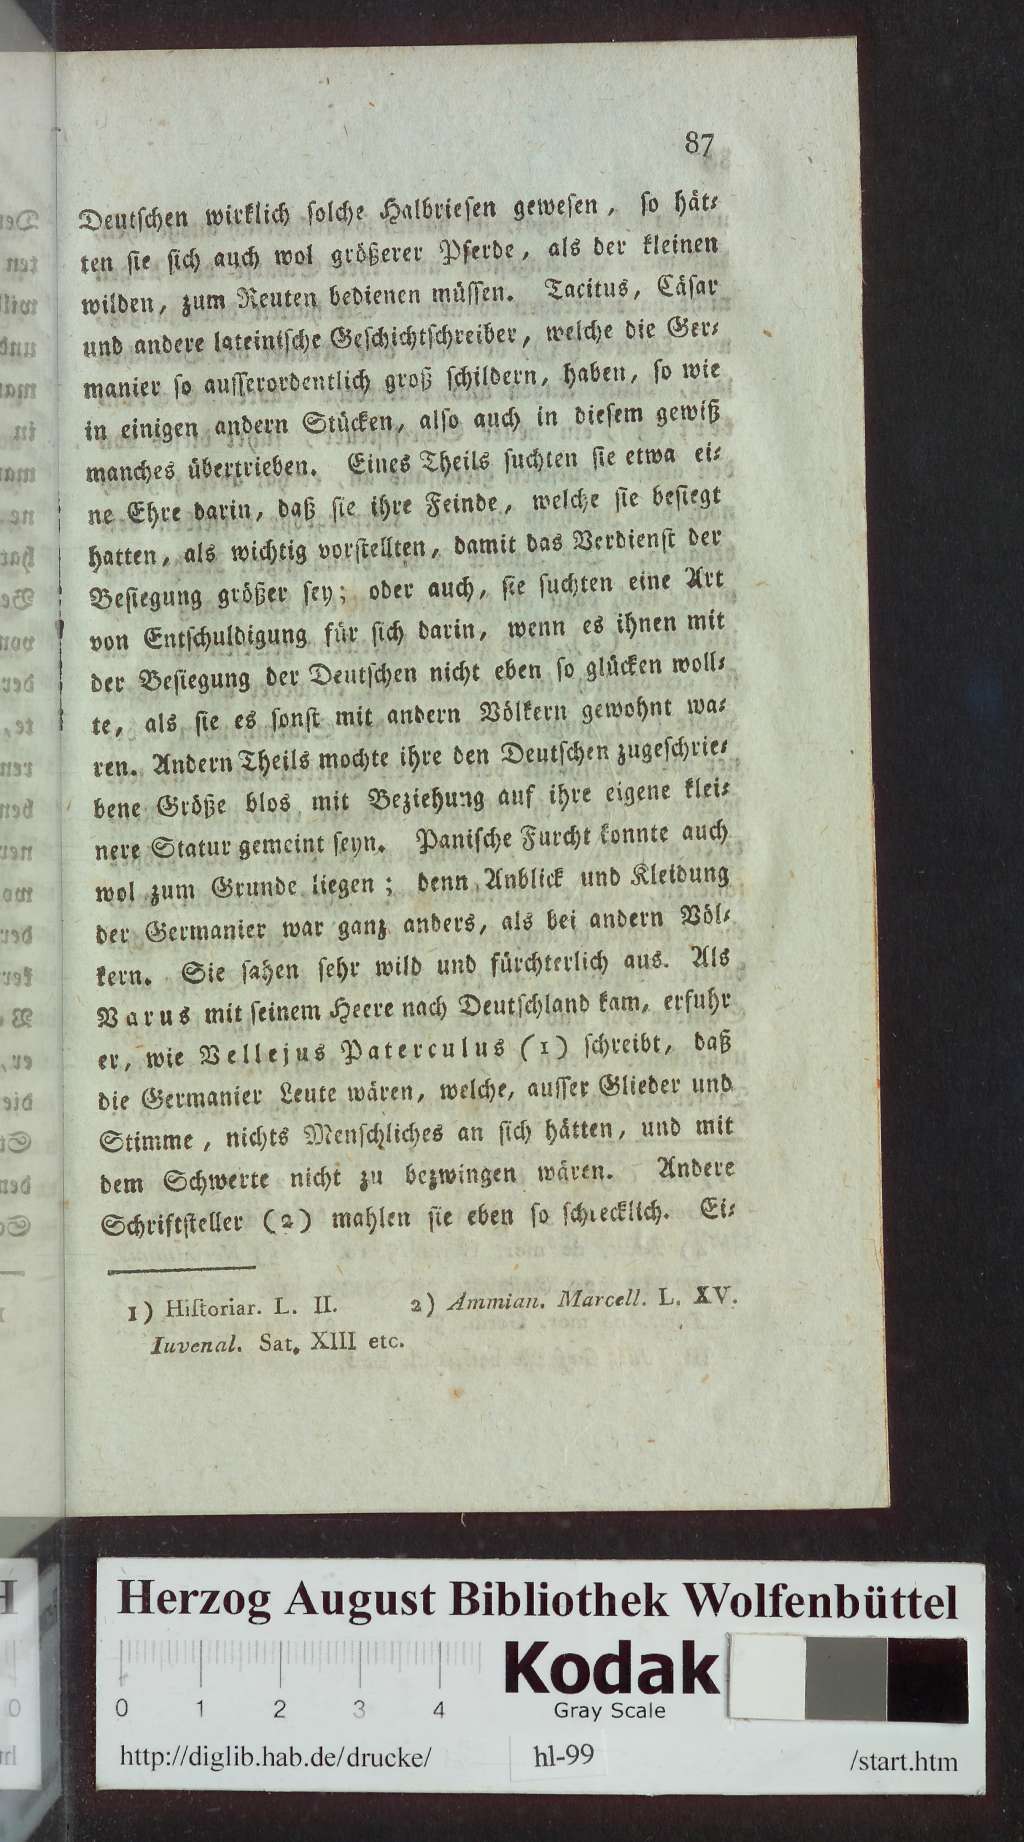 87
Deutſchen wirklich ſolche Halbrieſen geweſen, ſo hät⸗
ten ſie ſich auch wol größerer Pferde, als der kleinen
wilden, zum Reuten bedienen müſſen. Tacitus, Cäſar
und andere lateiniſche Geſchichtſchreiber, welche die Ger⸗
manier ſo auſſerordentlich groß ſchildern, haben, ſo wie
in einigen andern Stücken, alſo auch in dieſem gewiß
manches übertrieben. Eines Theils ſuchten ſie etwa ei⸗
ne Ehre darin, daß ſie ihre Feinde, welche ſie beſiegt
hatten, als wichtig vorſtellten, damit das Verdienſt der
Beſiegung größer ſey; oder auch, ſie ſuchten eine Art
von Entſchuldigung für ſich darin, wenn es ihnen mit
der Beſiegung der Deutſchen nicht eben ſo glücken woll⸗
te, als ſie es ſonſt mit andern Völkern gewohnt wa⸗
ren. Andern Theils mochte ihre den Deutſchen zugeſchrie⸗
bene Größe blos mit Beziehung auf ihre eigene klei⸗
nere Statur gemeint ſeyn. Paniſche Furcht konnte auch
wol zum Grunde liegen; denn Anblick und Kleidung
der Germanier war ganz anders, als bei andern Völ⸗
kern. Sie ſahen ſehr wild und fürchterlich aus. Als
Varus mit ſeinem Heere nach Deutſchland kam, erfuhr
er, wie Vellejus Paterculus (1) ſchreibt, daß
die Germanier Leute wären, welche, auſſer Glieder und
Stimme, nichts Menſchliches an ſich hätten, und mit
dem Schwerte nicht zu bezwingen wären. Andere
Schriftſteller (2) mahlen ſie eben ſo ſchrecklich. Ei⸗
1) Hiſtoriar. L. II. 2) Ammian. Marcell. L. XV.
Iuvenal. Sat. XIII etc.
Herzog August Bibliothek Wolfenbüttel
Kodak
Gray Scale
0 1 2 3 4
http://diglib.hab.de/drucke/ hl-99 /start.htm